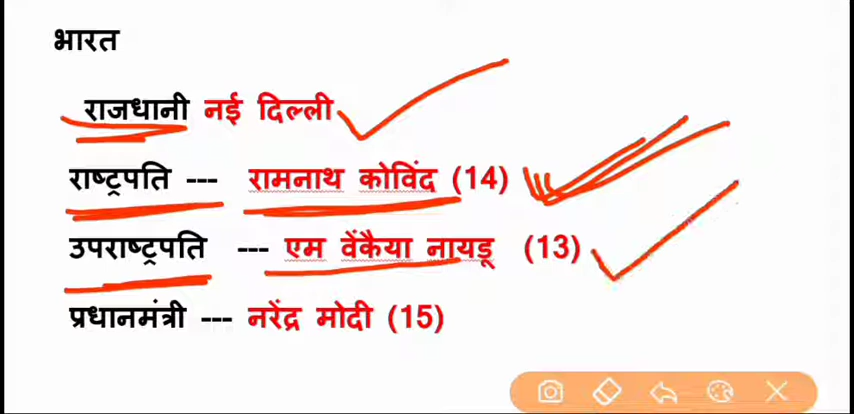 भारत
राजधानी नई दिल्ली
राष्ट्रपति --- रामनाथ कोविंद (14)
उपराष्ट्रपति --- एम वेंकैया नायडू (13)
प्रधानमंत्री --- नरेंद्र मोदी (15)